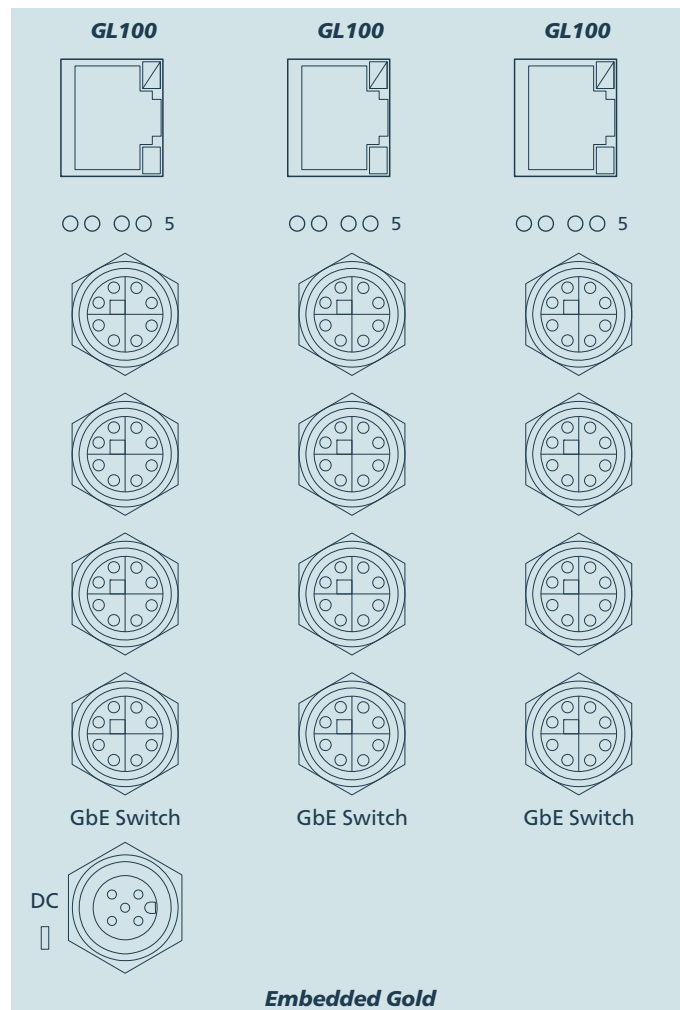 GL100 GL100 GL100
5 5 5
GbE Switch GbE Switch GbE Switch
DC
Embedded Gold